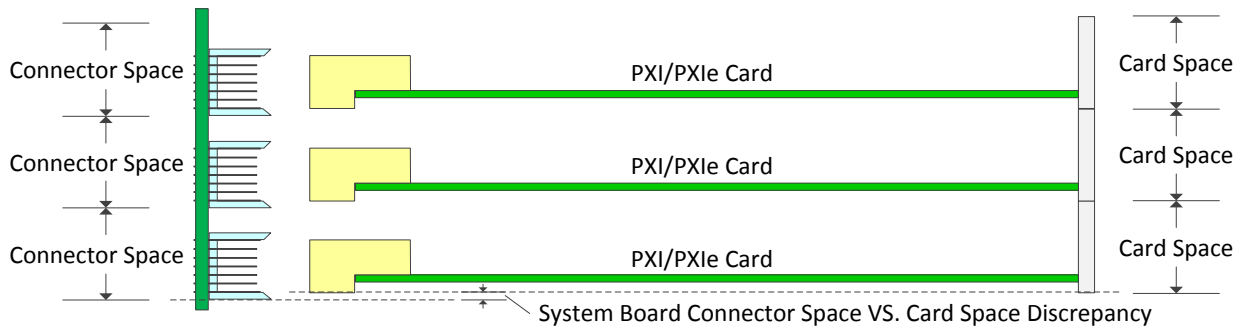 Connector Space
PXI/PXIe Card
Card Space
Connector Space
PXI/PXIe Card
Card Space
Connector Space
PXI/PXIe Card
Card Space
System Board Connector Space VS. Card Space Discrepancy